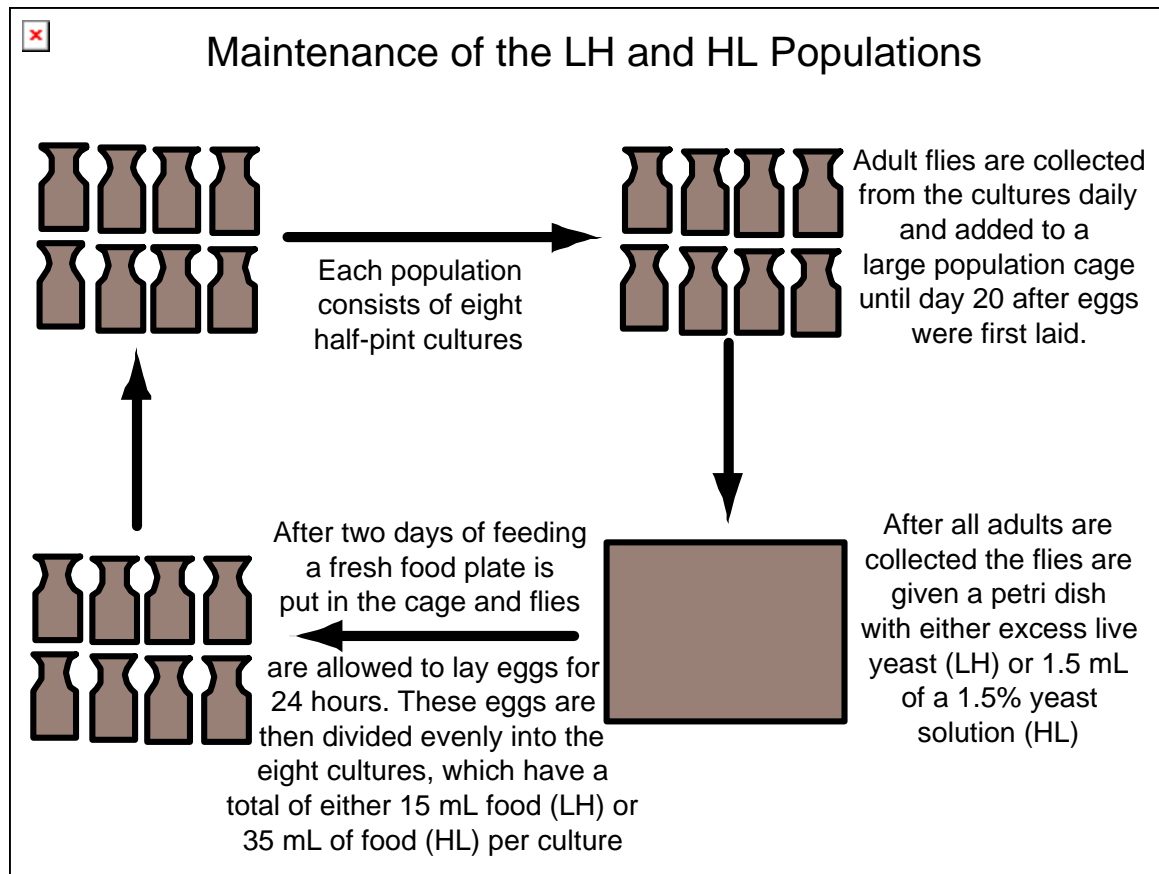 Maintenance of the LH and HL Populations
Each population
consists of eight
half-pint cultures
Adult flies are collected
from the cultures daily
and added to a
large population cage
until day 20 after eggs
were first laid.
After all adults are
collected the flies are
given a petri dish
with either excess live
yeast (LH) or 1.5 mL
of a 1.5% yeast
solution (HL)
After two days of feeding
a fresh food plate is
put in the cage and flies
are allowed to lay eggs for
24 hours. These eggs are
then divided evenly into the
eight cultures, which have a
total of either 15 mL food (LH) or
35 mL of food (HL) per culture